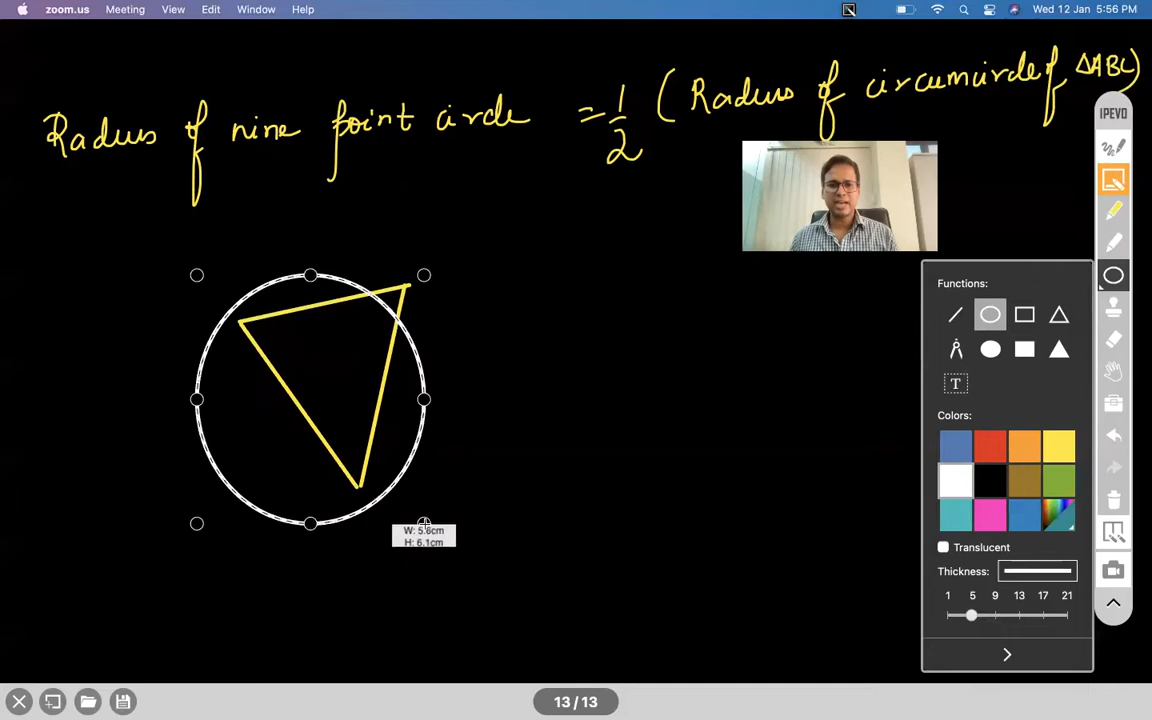 zoom.us Meeting View Edit Window Help Wed 12 Jan 5:56 PM
Radius of nine point circle = 1/2 (Radius of circumcircle of ΔABC)
IPEVO
Functions:
T
Colors:
Translucent
Thickness:
1 5 9 13 17 21
W: 5.6cm
H: 6.1cm
13/13